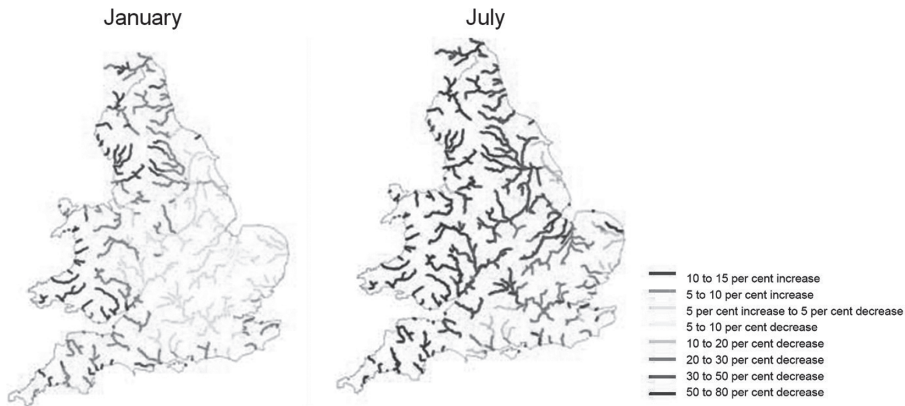 January
July
10 to 15 per cent increase
5 to 10 per cent increase
5 per cent increase to 5 per cent decrease
5 to 10 per cent decrease
10 to 20 per cent decrease
20 to 30 per cent decrease
30 to 50 per cent decrease
50 to 80 per cent decrease